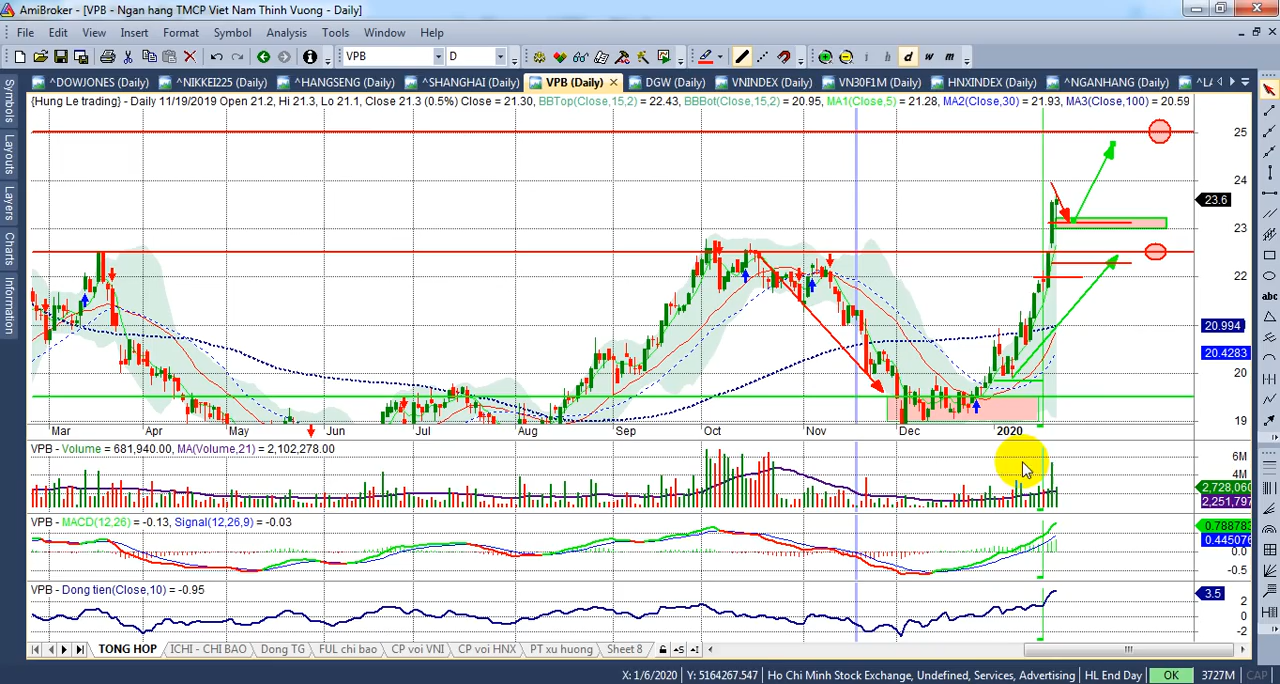 AmiBroker - [VPB - Ngan hang TMCP Viet Nam Thinh Vuong - Daily]
File Edit View Insert Format Symbol Analysis Tools Window Help
VPB D i h d w m
^DOWJONES (Daily) ^NIKKEI225 (Daily) ^HANGSENG (Daily) ^SHANGHAI (Daily) VPB (Daily) DGW (Daily) VNINDEX (Daily) VN30F1M (Daily) HNXINDEX (Daily) ^NGANHANG (Daily)
{Hung Le trading} - Daily 11/19/2019 Open 21.2, Hi 21.3, Lo 21.1, Close 21.3 (0.5%) Close = 21.30, BBTop(Close,15,2) = 22.43, BBBot(Close,15,2) = 20.95, MA1(Close,5) = 21.28, MA2(Close,30) = 21.93, MA3(Close,100) = 20.59
Symbols
Layouts
Layers
Charts
Information
abc
25
24
23.6
23
22
20.994
20.4283
20
19
Mar Apr May Jun Jul Aug Sep Oct Nov Dec 2020
VPB - Volume = 681,940.00, MA(Volume,21) = 2,102,278.00
6M
4M
2,728,060
2,251,797
VPB - MACD(12,26) = -0.13, Signal(12,26,9) = -0.03
0.788783
0.445076
0.0
-0.5
VPB - Dong tien(Close,10) = -0.95
3.5
2
0
-2
TONG HOP ICHI - CHI BAO Dong TG FUL chi bao CP voi VNI CP voi HNX PT xu huong Sheet 8
X: 1/6/2020 Y: 5164267.547 Ho Chi Minh Stock Exchange, Undefined, Services, Advertising HL End Day OK 3727M CAP